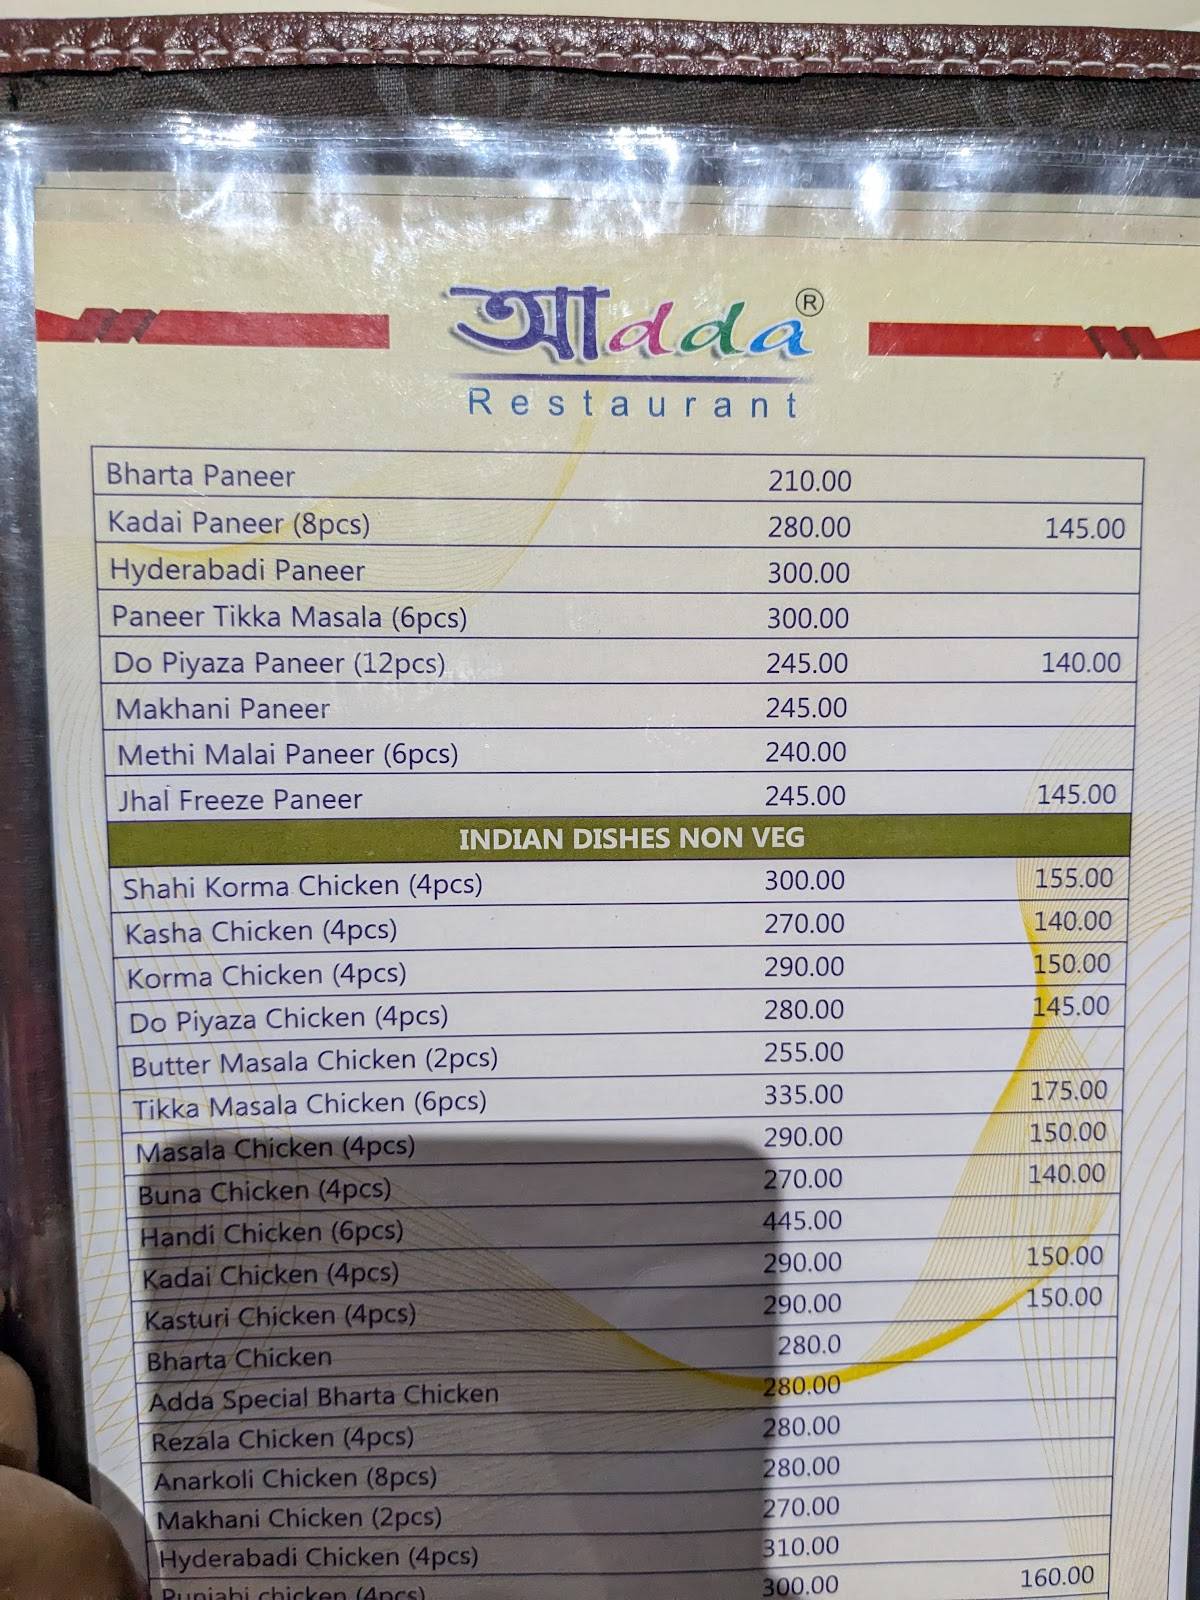 আdda ®
Restaurant
Bharta Paneer 210.00
Kadai Paneer (8pcs) 280.00 145.00
Hyderabadi Paneer 300.00
Paneer Tikka Masala (6pcs) 300.00
Do Piyaza Paneer (12pcs) 245.00 140.00
Makhani Paneer 245.00
Methi Malai Paneer (6pcs) 240.00
Jhal Freeze Paneer 245.00 145.00
INDIAN DISHES NON VEG
Shahi Korma Chicken (4pcs) 300.00 155.00
Kasha Chicken (4pcs) 270.00 140.00
Korma Chicken (4pcs) 290.00 150.00
Do Piyaza Chicken (4pcs) 280.00 145.00
Butter Masala Chicken (2pcs) 255.00
Tikka Masala Chicken (6pcs) 335.00 175.00
Masala Chicken (4pcs) 290.00 150.00
Buna Chicken (4pcs) 270.00 140.00
Handi Chicken (6pcs) 445.00
Kadai Chicken (4pcs) 290.00 150.00
Kasturi Chicken (4pcs) 290.00 150.00
Bharta Chicken 280.0
Adda Special Bharta Chicken 280.00
Rezala Chicken (4pcs) 280.00
Anarkoli Chicken (8pcs) 280.00
Makhani Chicken (2pcs) 270.00
Hyderabadi Chicken (4pcs) 310.00
Punjabi chicken (4pcs) 300.00 160.00